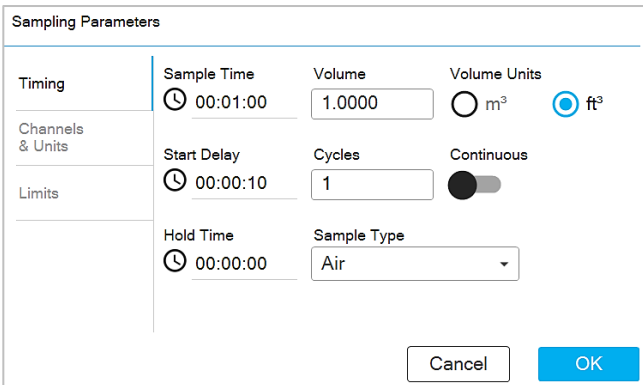 Sampling Parameters
Timing
Channels
& Units
Limits
Sample Time
00:01:00
Volume
1.0000
Volume Units
m³
ft³
Start Delay
00:00:10
Cycles
1
Continuous
Hold Time
00:00:00
Sample Type
Air
Cancel
OK